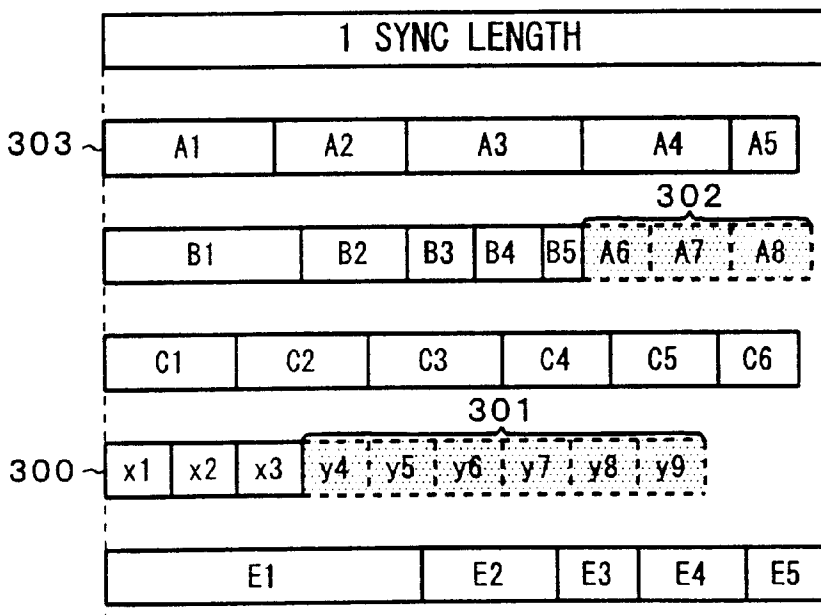 1 SYNC LENGTH
303 A1 A2 A3 A4 A5
302
B1 B2 B3 B4 B5 A6 A7 A8
C1 C2 C3 C4 C5 C6
301
300 x1 x2 x3 y4 y5 y6 y7 y8 y9
E1 E2 E3 E4 E5